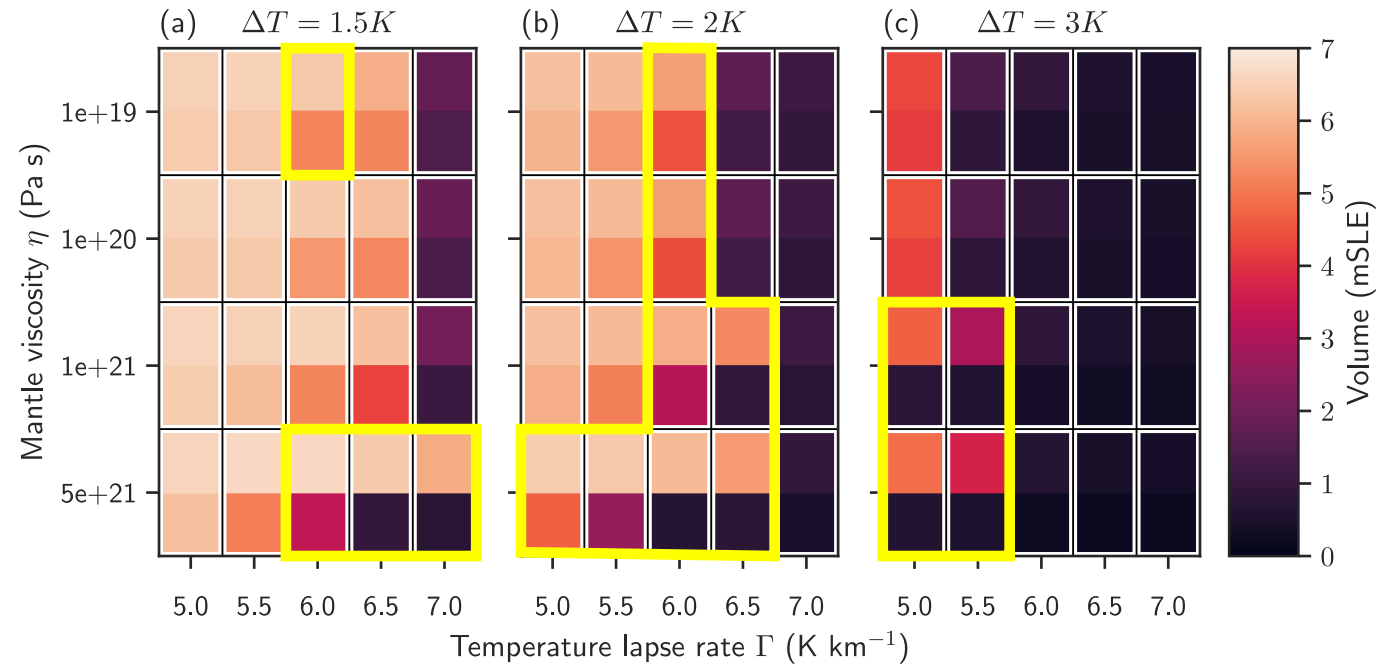 (a) ΔT = 1.5K
(b) ΔT = 2K
(c) ΔT = 3K
Mantle viscosity η (Pa s)
1e+19
1e+20
1e+21
5e+21
5.0 5.5 6.0 6.5 7.0
5.0 5.5 6.0 6.5 7.0
5.0 5.5 6.0 6.5 7.0
Temperature lapse rate Γ (K km⁻¹)
7
6
5
4
3
2
1
0
Volume (mSLE)